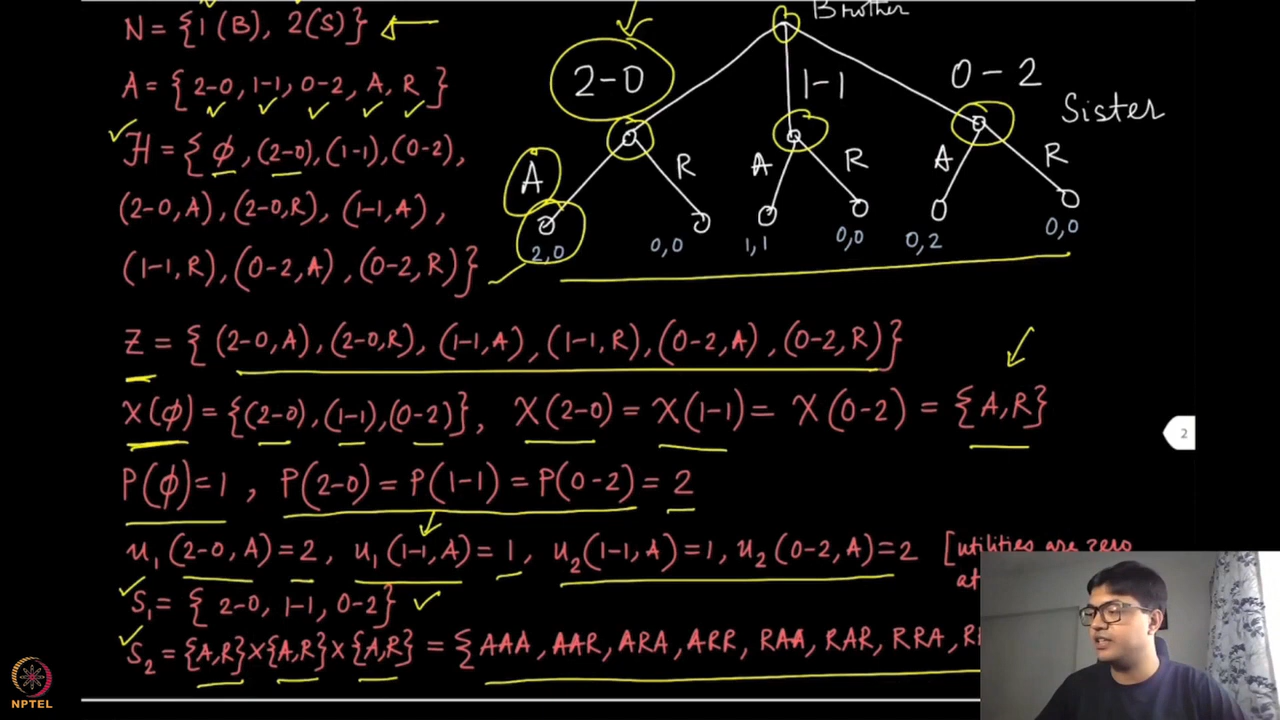 N = {1(B), 2(S)}
A = {2-0, 1-1, 0-2, A, R}
H = {ϕ, (2-0), (1-1), (0-2),
(2-0, A), (2-0, R), (1-1, A),
(1-1, R), (0-2, A), (0-2, R)}
Brother
2-0
1-1
0-2
Sister
A
R
A
R
A
R
2,0
0,0
1,1
0,0
0,2
0,0
Z = {(2-0, A), (2-0, R), (1-1, A), (1-1, R), (0-2, A), (0-2, R)}
X(ϕ) = {(2-0), (1-1), (0-2)}, X(2-0) = X(1-1) = X(0-2) = {A, R}
P(ϕ) = 1, P(2-0) = P(1-1) = P(0-2) = 2
u₁(2-0, A) = 2, u₁(1-1, A) = 1, u₂(1-1, A) = 1, u₂(0-2, A) = 2 [utilities are zero
S₁ = {2-0, 1-1, 0-2}
S₂ = {A,R}×{A,R}×{A,R} = {AAA, AAR, ARA, ARR, RAA, RAR, RRA,
2
NPTEL